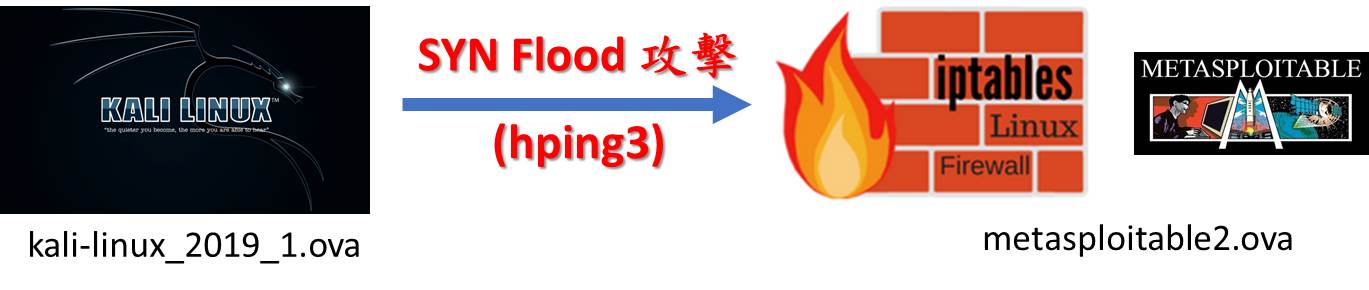 KALI LINUX™
"the quieter you become, the more you are able to hear"
kali-linux_2019_1.ova
SYN Flood 攻擊
(hping3)
iptables
Linux
Firewall
METASPLOITABLE
metasploitable2.ova